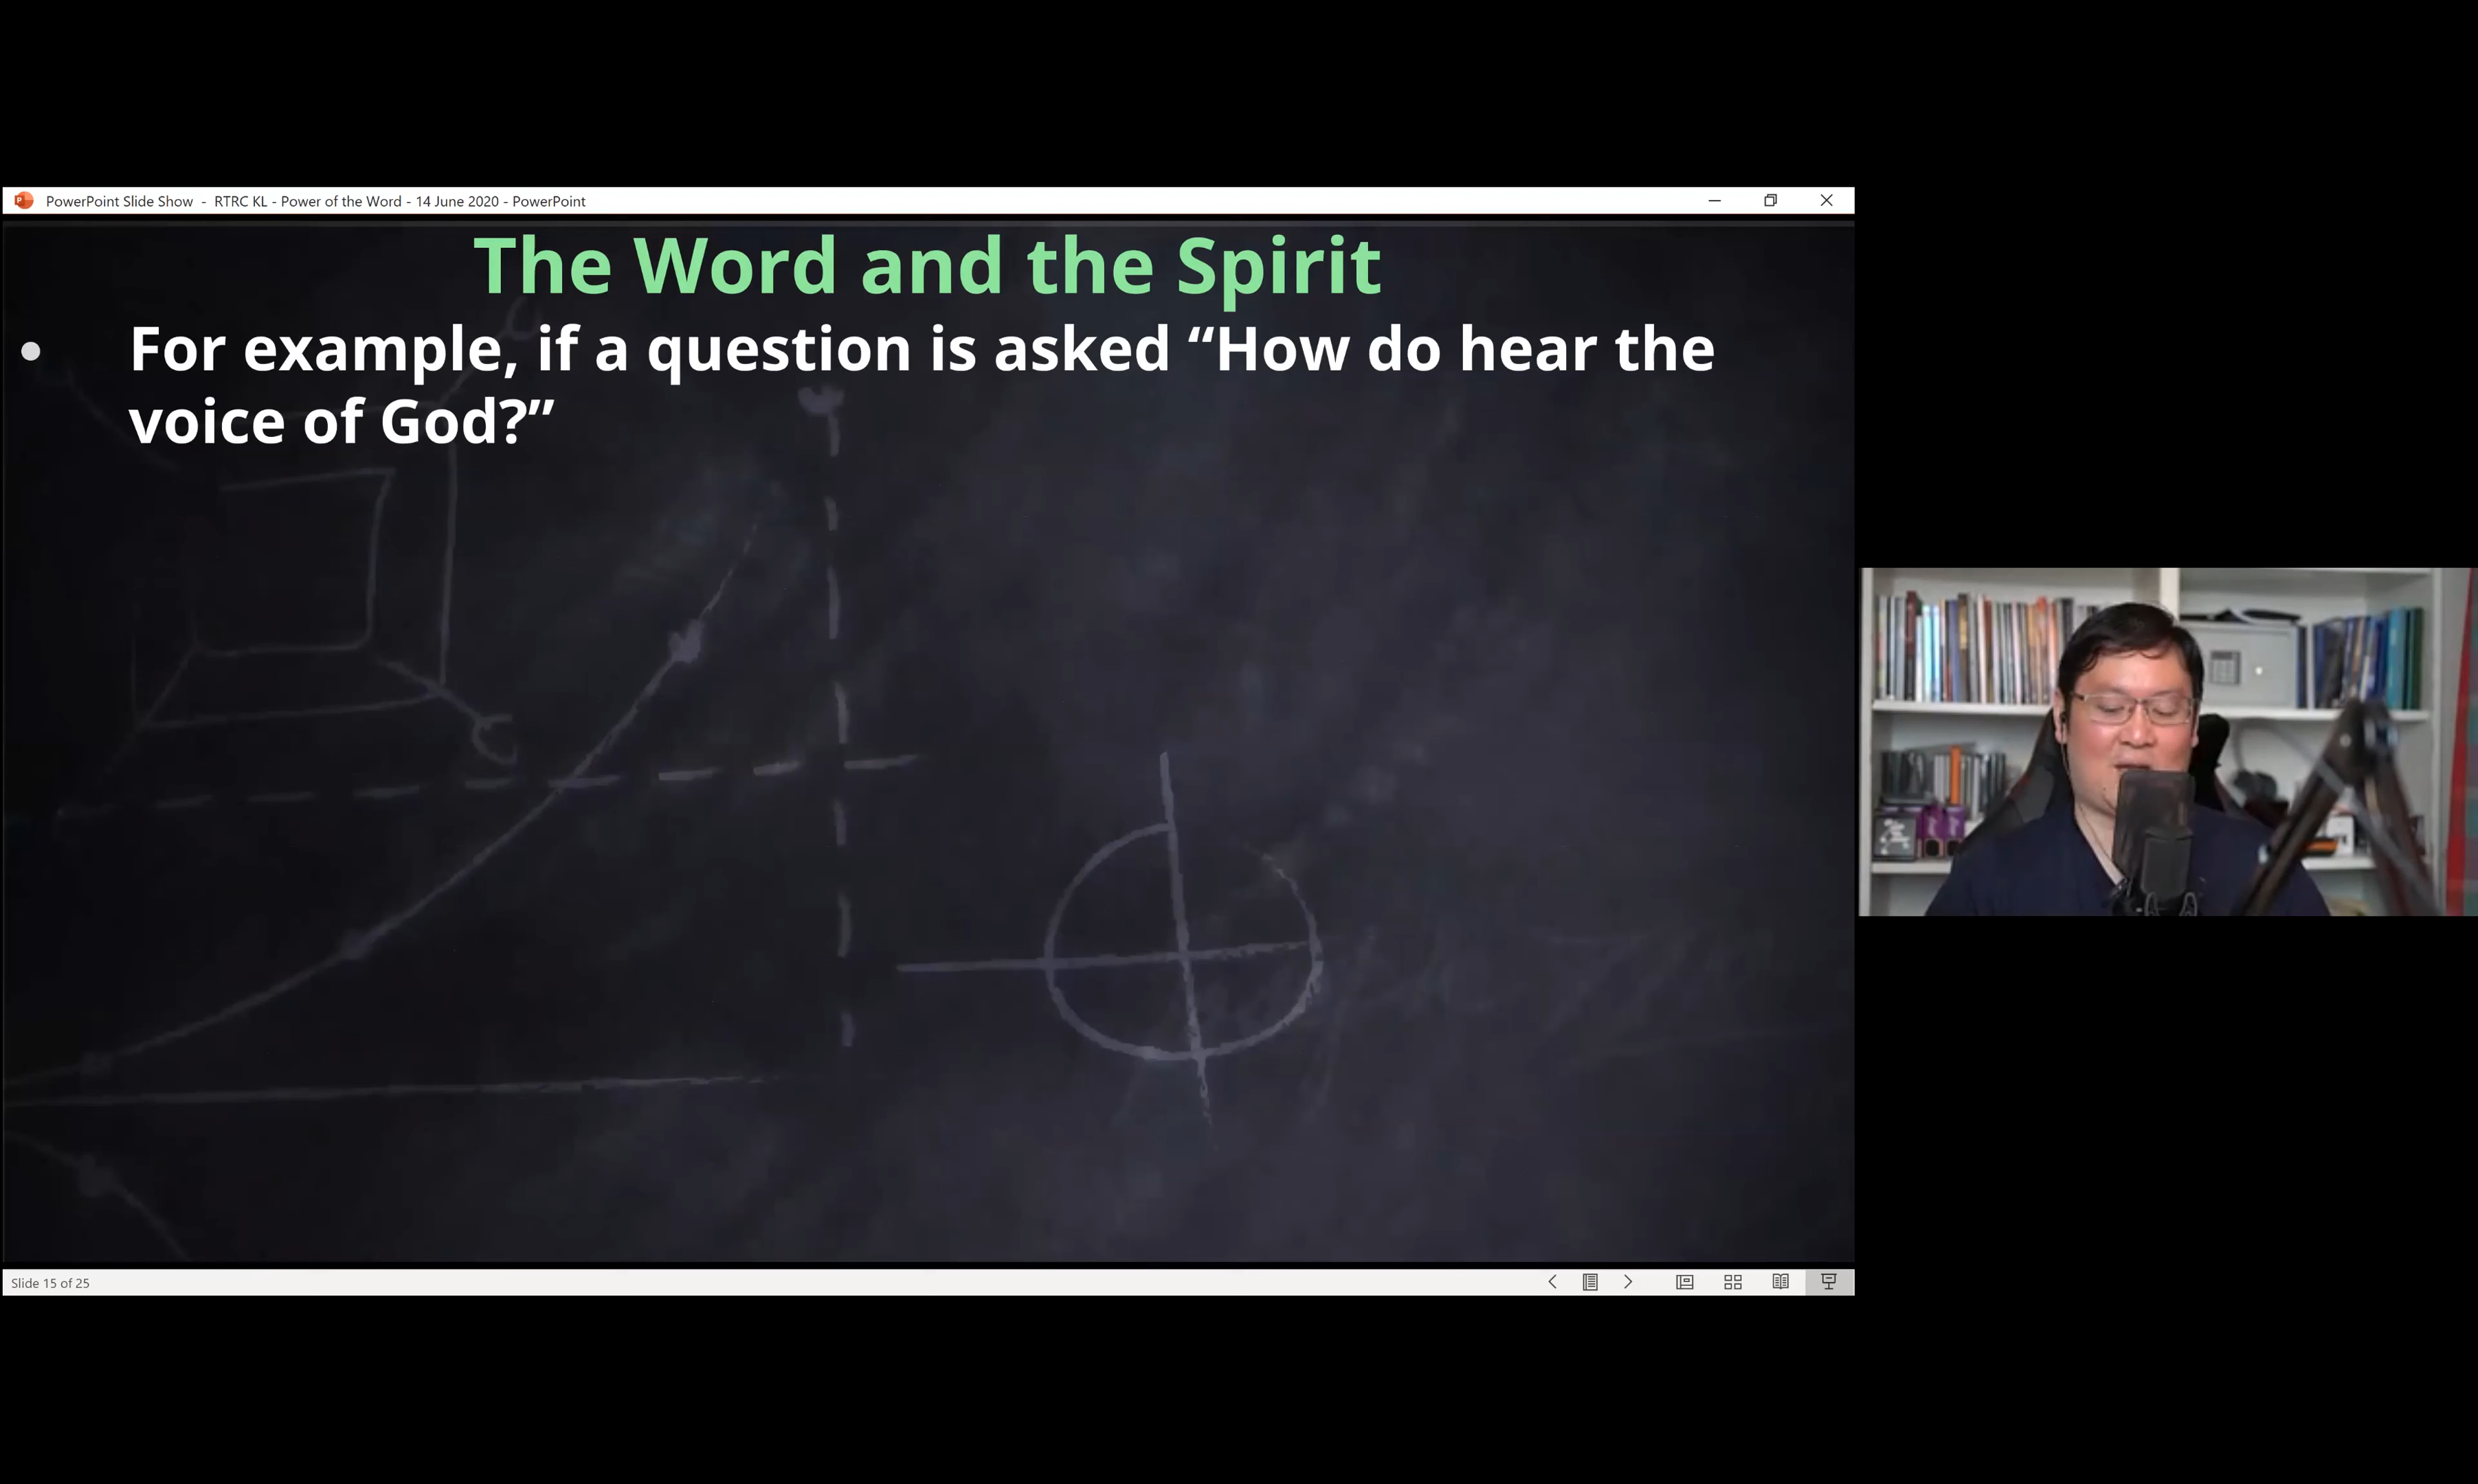 PowerPoint Slide Show - RTRC KL - Power of the Word - 14 June 2020 - PowerPoint
The Word and the Spirit
For example, if a question is asked “How do hear the
voice of God?”
Slide 15 of 25